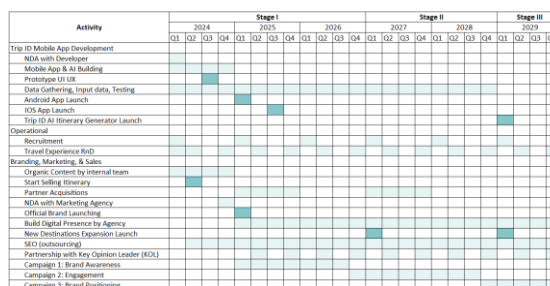 Activity Stage I Stage II Stage III
2024 2025 2026 2027 2028 2029
Q1 Q2 Q3 Q4 Q1 Q2 Q3 Q4 Q1 Q2 Q3 Q4 Q1 Q2 Q3 Q4 Q1 Q2 Q3 Q4 Q1 Q2 Q3
Trip ID Mobile App Development
NDA with Developer
Mobile App & AI Building
Prototype UI UX
Data Gathering, Input data, Testing
Android App Launch
IOS App Launch
Trip ID AI Itinerary Generator Launch
Operational
Recruitment
Travel Experience RnD
Branding, Marketing, & Sales
Organic Content by internal team
Start Selling Itinerary
Partner Acquisitions
NDA with Marketing Agency
Official Brand Launching
Build Digital Presence by Agency
New Destinations Expansion Launch
SEO (outsourcing)
Partnership with Key Opinion Leader (KOL)
Campaign 1: Brand Awareness
Campaign 2: Engagement
Campaign 3: Brand Positioning